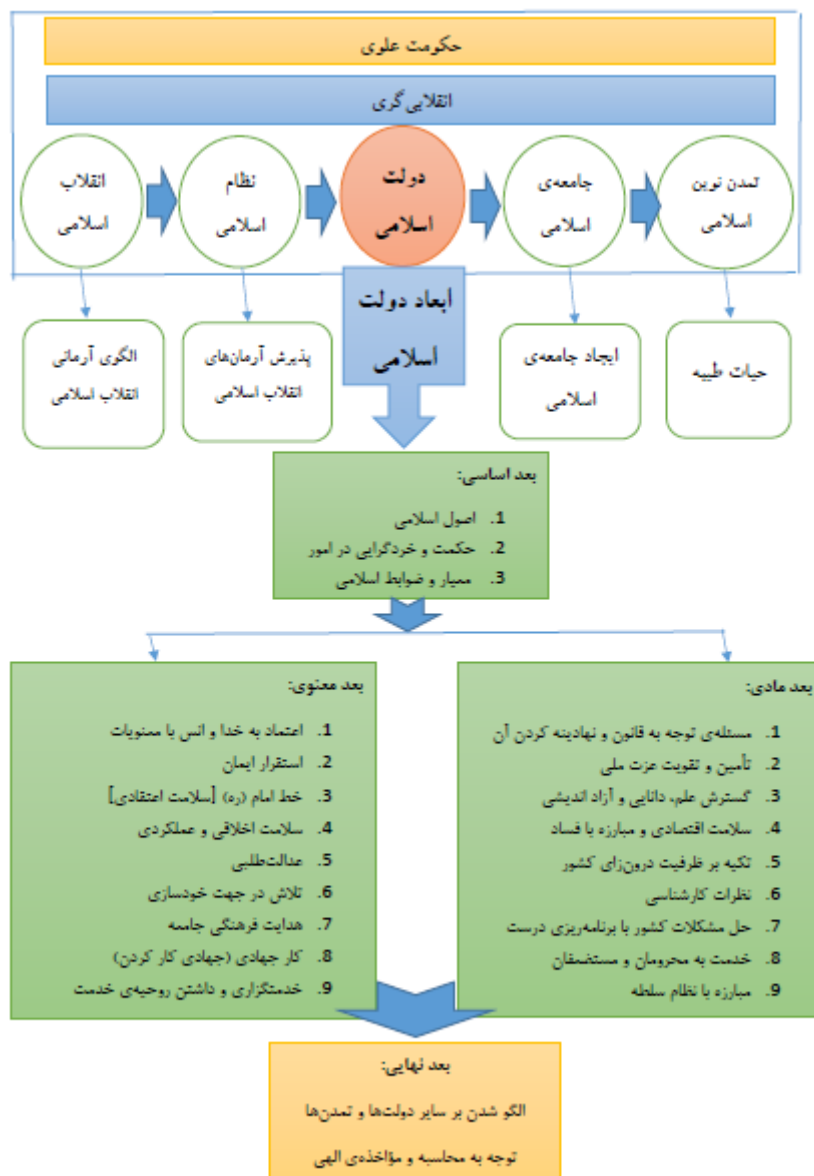 حکومت علوی
انقلابی‌گری
انقلاب
اسلامی
نظام
اسلامی
دولت
اسلامی
جامعه‌ی
اسلامی
تمدن نوین
اسلامی
الگوی آرمانی
انقلاب اسلامی
پذیرش آرمان‌های
انقلاب اسلامی
أبعاد دولت
اسلامی
ایجاد جامعه‌ی
اسلامی
حیات طیبه
بعد اساسی:
1. اصول اسلامی
2. حکمت و خردگرایی در امور
3. معیار و ضوابط اسلامی
بعد مادی:
1. مسئله‌ی توجه به قانون و نهادینه کردن آن
2. تأمین و تقویت عزت ملی
3. گسترش علم، دانایی و آزاد اندیشی
4. سلامت اقتصادی و مبارزه با فساد
5. تکیه بر ظرفیت درون‌زای کشور
6. نظرات کارشناسی
7. حل مشکلات کشور با برنامه‌ریزی درست
8. خدمت به محرومان و مستضعفان
9. مبارزه با نظام سلطه
بعد معنوی:
1. اعتماد به خدا و انس با معنویات
2. استقرار ایمان
3. خط امام (ره) [سلامت اعتقادی]
4. سلامت اخلاقی و عملکردی
5. عدالت‌طلبی
6. تلاش در جهت خودسازی
7. هدایت فرهنگی جامعه
8. کار جهادی (جهادی کار کردن)
9. خدمتگزاری و داشتن روحیه‌ی خدمت
بعد نهایی:
الگو شدن بر سایر دولت‌ها و تمدن‌ها
توجه به محاسبه و مؤاخذه‌ی الهی